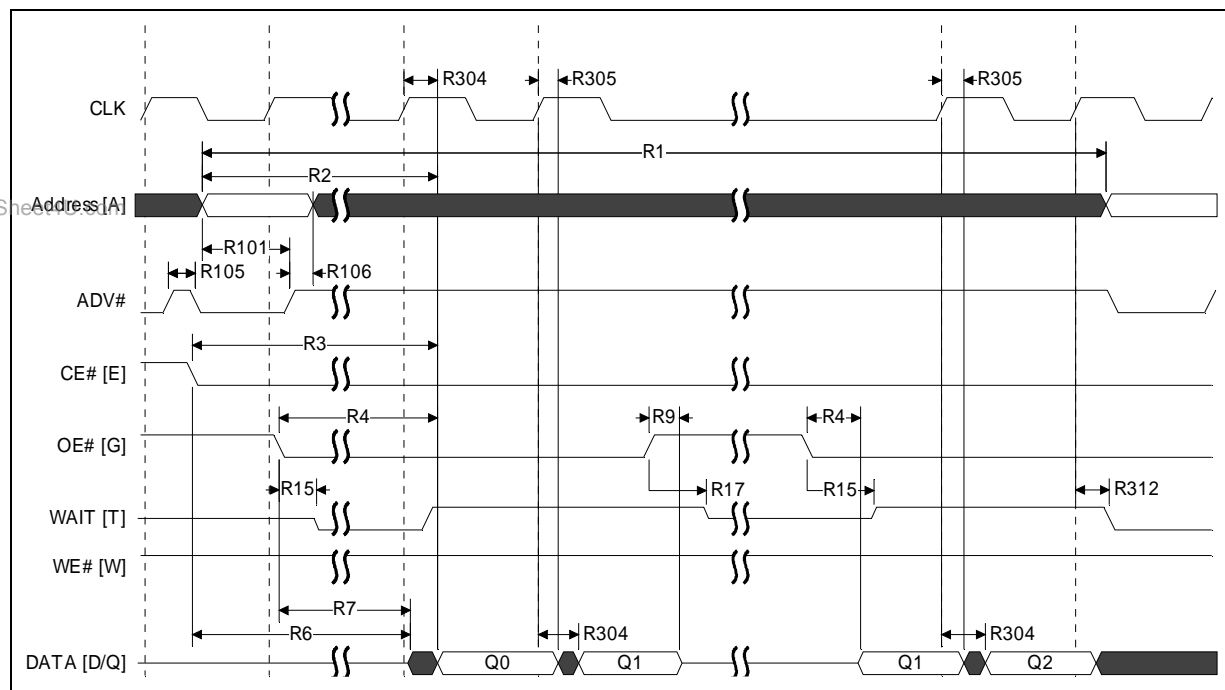 R304
R305
R305
CLK
R1
R2
Address [A]
R101
R105
R106
ADV#
R3
CE# [E]
R4
R9
R4
OE# [G]
R15
R17
R15
R312
WAIT [T]
WE# [W]
R7
R6
R304
R304
DATA [D/Q]
Q0
Q1
Q1
Q2